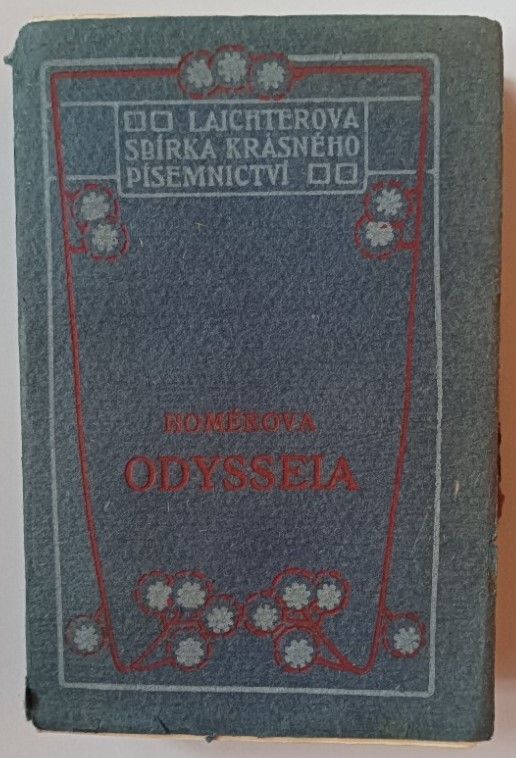 LAICHTEROVA
SBÍRKA KRÁSNÉHO
PÍSEMNICTVÍ
HOMÉROVA
ODYSSEIA